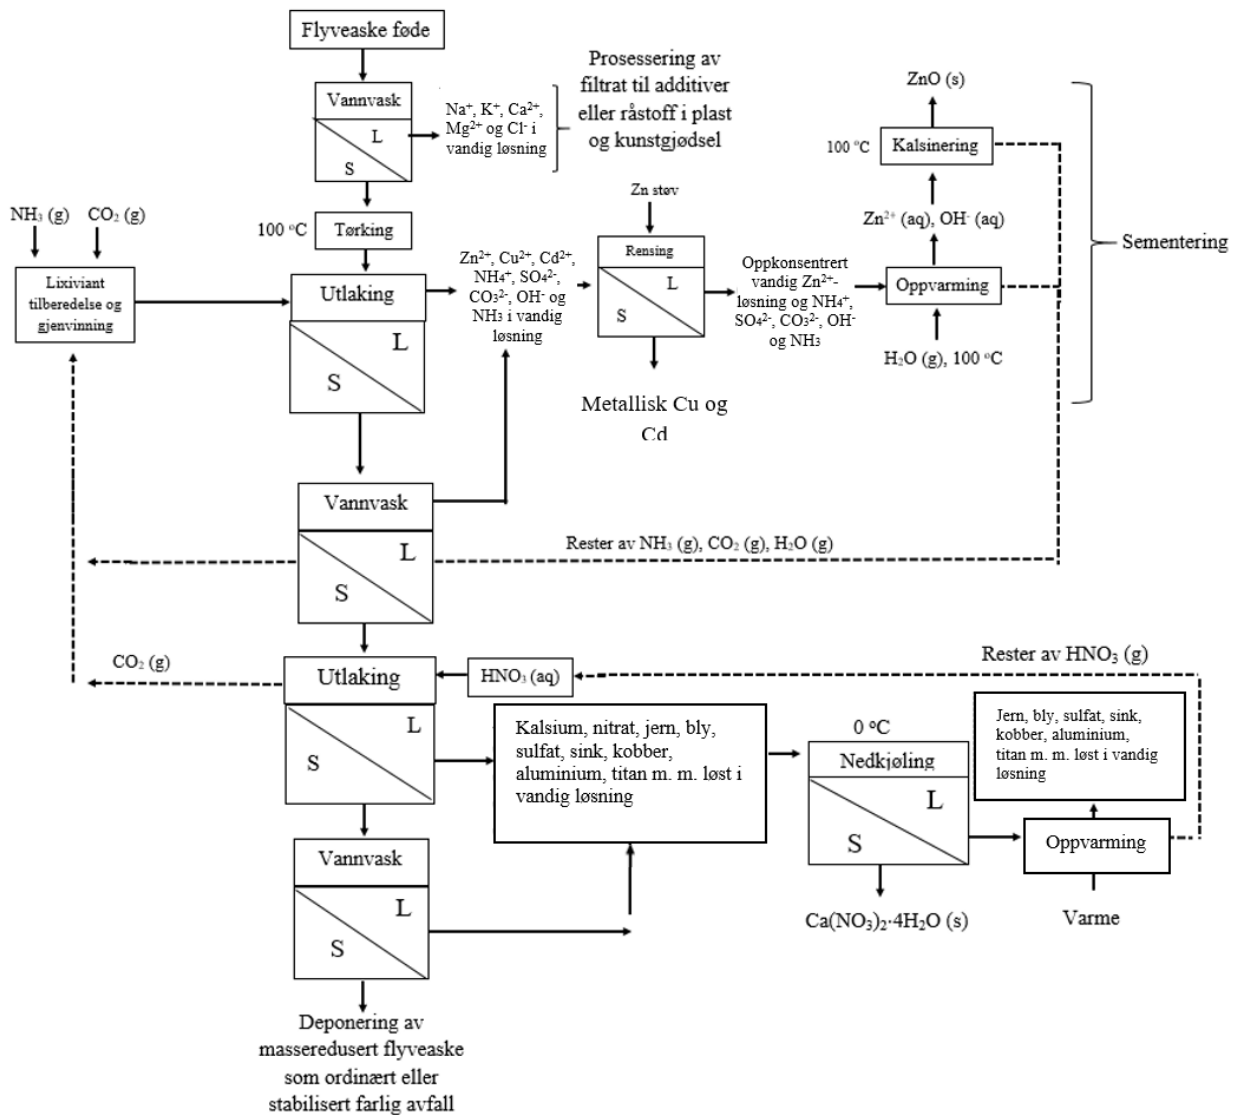 Flyveaske føde
Vannvask
L
S
Na⁺, K⁺, Ca²⁺,
Mg²⁺ og Cl⁻ i
vandig løsning
Prosessering av
filtrat til additiver
eller råstoff i plast
og kunstgjødsel
100 °C
Tørking
NH₃ (g)
CO₂ (g)
Lixiviant
tilberedelse og
gjenvinning
Utlaking
L
S
Zn²⁺, Cu²⁺, Cd²⁺,
NH₄⁺, SO₄²⁻,
CO₃²⁻, OH⁻ og
NH₃ i vandig
løsning
Zn støv
Rensing
L
S
Metallisk Cu og
Cd
Oppkonsentrert
vandig Zn²⁺-
løsning og NH₄⁺,
SO₄²⁻, CO₃²⁻, OH⁻
og NH₃
ZnO (s)
100 °C
Kalsinering
Zn²⁺ (aq), OH⁻ (aq)
Oppvarming
H₂O (g), 100 °C
Sementering
Vannvask
L
S
Rester av NH₃ (g), CO₂ (g), H₂O (g)
CO₂ (g)
Utlaking
L
S
HNO₃ (aq)
Rester av HNO₃ (g)
Kalsium, nitrat, jern, bly,
sulfat, sink, kobber,
aluminium, titan m. m. løst i
vandig løsning
0 °C
Nedkjøling
L
S
Ca(NO₃)₂·4H₂O (s)
Jern, bly, sulfat, sink,
kobber, aluminium,
titan m. m. løst i vandig
løsning
Oppvarming
Varme
Vannvask
L
S
Deponering av
masseredusert flyveaske
som ordinært eller
stabilisert farlig avfall